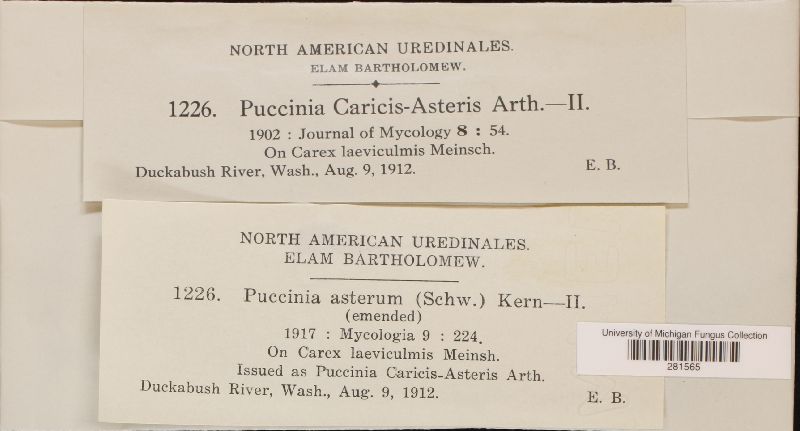 NORTH AMERICAN UREDINALES.
ELAM BARTHOLOMEW.
1226. Puccinia Caricis-Asteris Arth.—II.
1902 : Journal of Mycology 8 : 54.
On Carex laeviculmis Meinsch.
Duckabush River, Wash., Aug. 9, 1912. E. B.
NORTH AMERICAN UREDINALES.
ELAM BARTHOLOMEW.
1226. Puccinia asterum (Schw.) Kern—II.
(emended)
1917 : Mycologia 9 : 224.
On Carex laeviculmis Meinsh.
Issued as Puccinia Caricis-Asteris Arth.
Duckabush River, Wash., Aug. 9, 1912. E. B.
University of Michigan Fungus Collection
281565